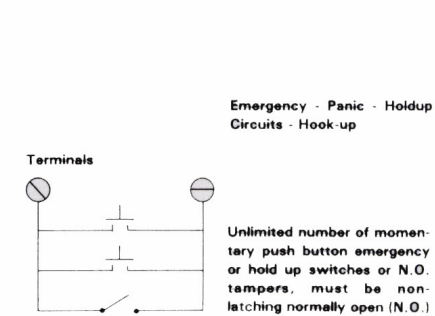 Emergency - Panic - Holdup
Circuits - Hook-up
Terminals
Unlimited number of momen-
tary push button emergency
or hold up switches or N.O.
tampers, must be non-
latching normally open (N.O.)